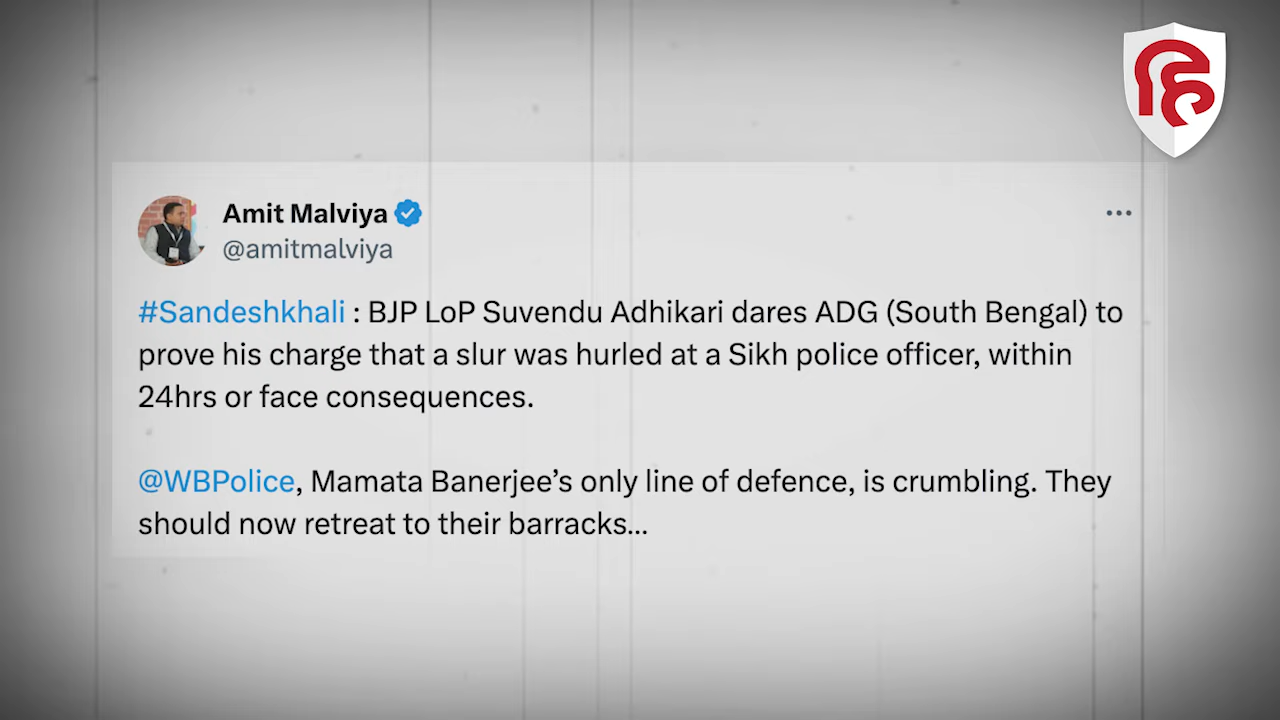 Amit Malviya
@amitmalviya
#Sandeshkhali : BJP LoP Suvendu Adhikari dares ADG (South Bengal) to
prove his charge that a slur was hurled at a Sikh police officer, within
24hrs or face consequences.
@WBPolice, Mamata Banerjee’s only line of defence, is crumbling. They
should now retreat to their barracks...